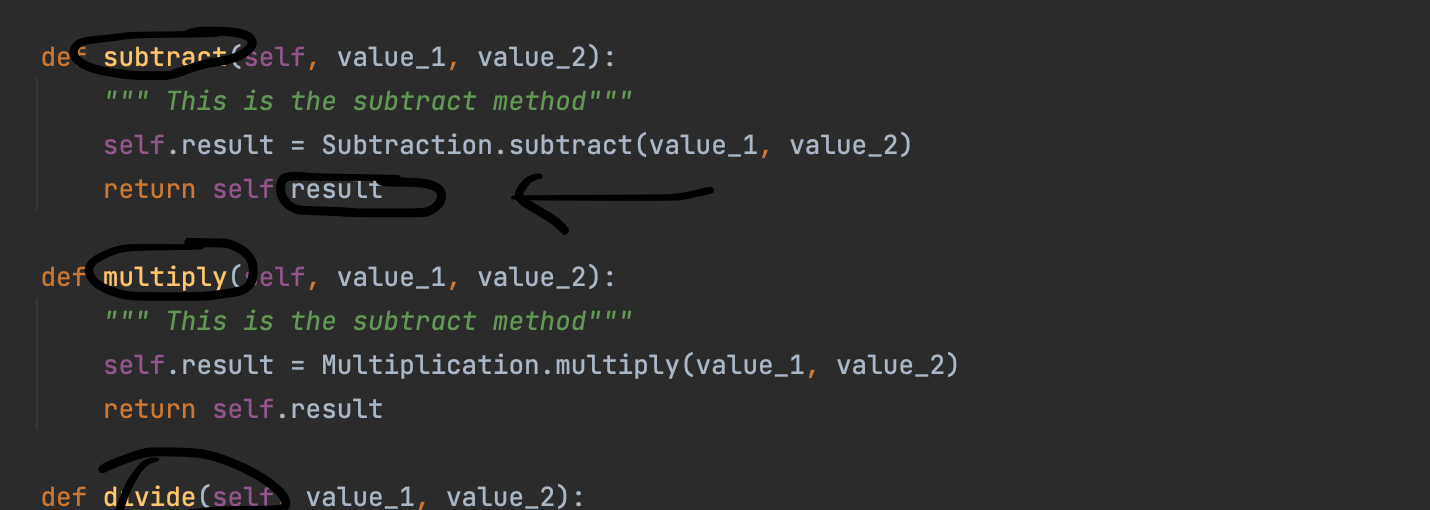 def subtract(self, value_1, value_2):
""" This is the subtract method"""
self.result = Subtraction.subtract(value_1, value_2)
return self.result
def multiply(self, value_1, value_2):
""" This is the subtract method"""
self.result = Multiplication.multiply(value_1, value_2)
return self.result
def divide(self, value_1, value_2):